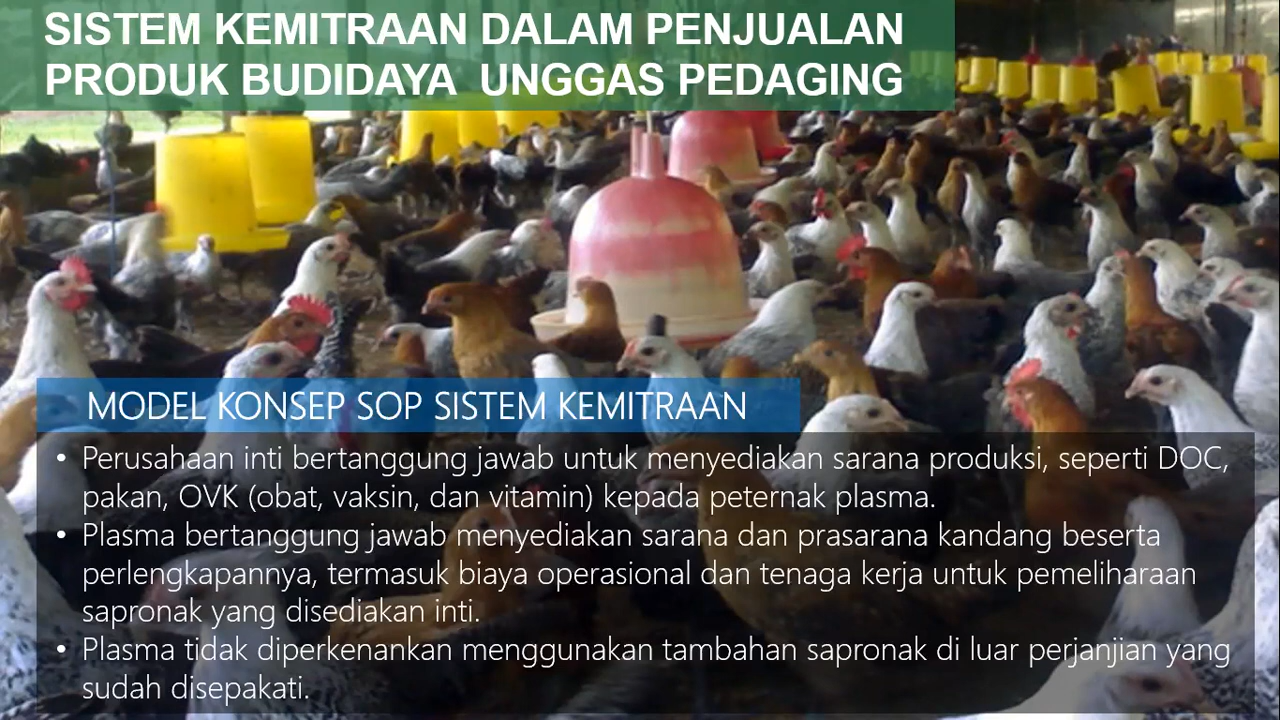 SISTEM KEMITRAAN DALAM PENJUALAN
PRODUK BUDIDAYA UNGGAS PEDAGING
MODEL KONSEP SOP SISTEM KEMITRAAN
• Perusahaan inti bertanggung jawab untuk menyediakan sarana produksi, seperti DOC,
pakan, OVK (obat, vaksin, dan vitamin) kepada peternak plasma.
• Plasma bertanggung jawab menyediakan sarana dan prasarana kandang beserta
perlengkapannya, termasuk biaya operasional dan tenaga kerja untuk pemeliharaan
sapronak yang disediakan inti.
• Plasma tidak diperkenankan menggunakan tambahan sapronak di luar perjanjian yang
sudah disepakati.